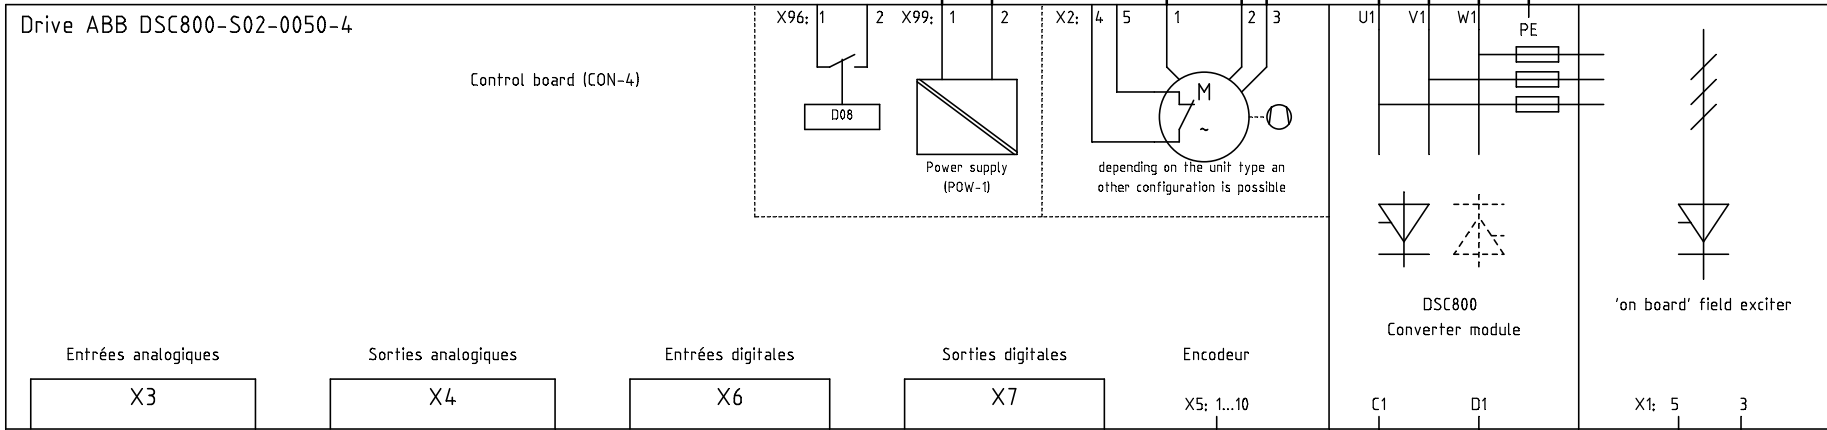 Drive ABB DSC800-S02-0050-4
Control board (CON-4)
X96: 1 2 X99: 1 2 X2: 4 5 1 2 3 U1 V1 W1
PE
D08
M
~
Power supply
(POW-1)
depending on the unit type an
other configuration is possible
DSC800
Converter module
'on board' field exciter
Entrées analogiques
X3
Sorties analogiques
X4
Entrées digitales
X6
Sorties digitales
X7
Encodeur
X5: 1...10
C1 D1
X1: 5 3